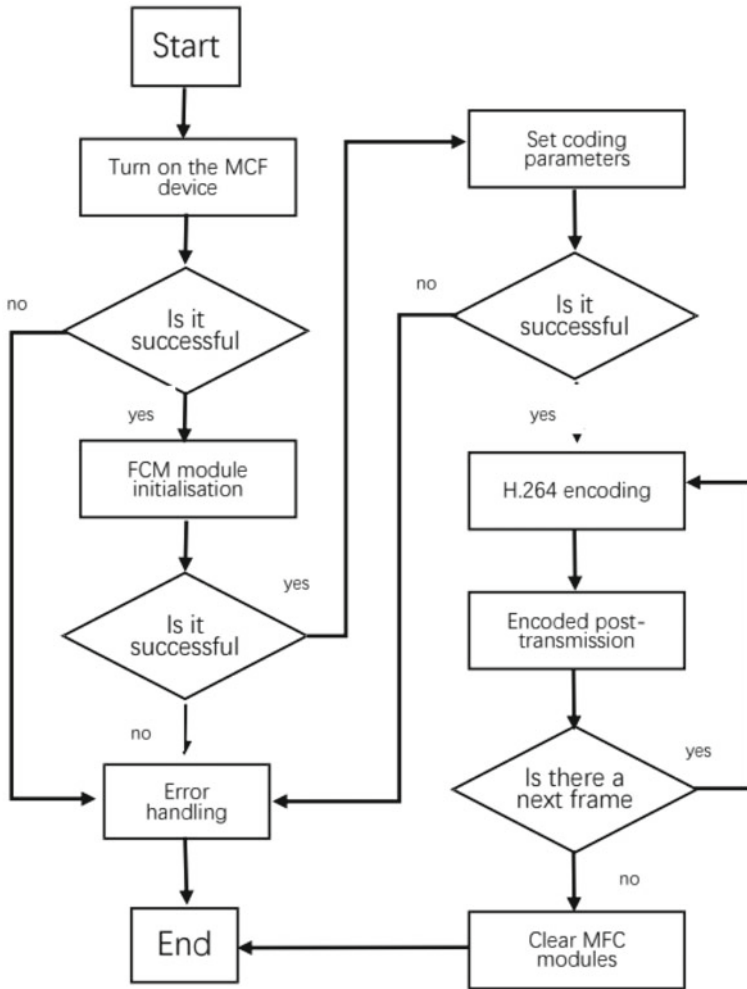 Start
Turn on the MCF
device
no
Is it
successful
yes
FCM module
initialisation
Is it
successful
yes
no
Error
handling
End
Set coding
parameters
no
Is it
successful
yes
H.264 encoding
Encoded post-
transmission
Is there a
next frame
yes
no
Clear MFC
modules